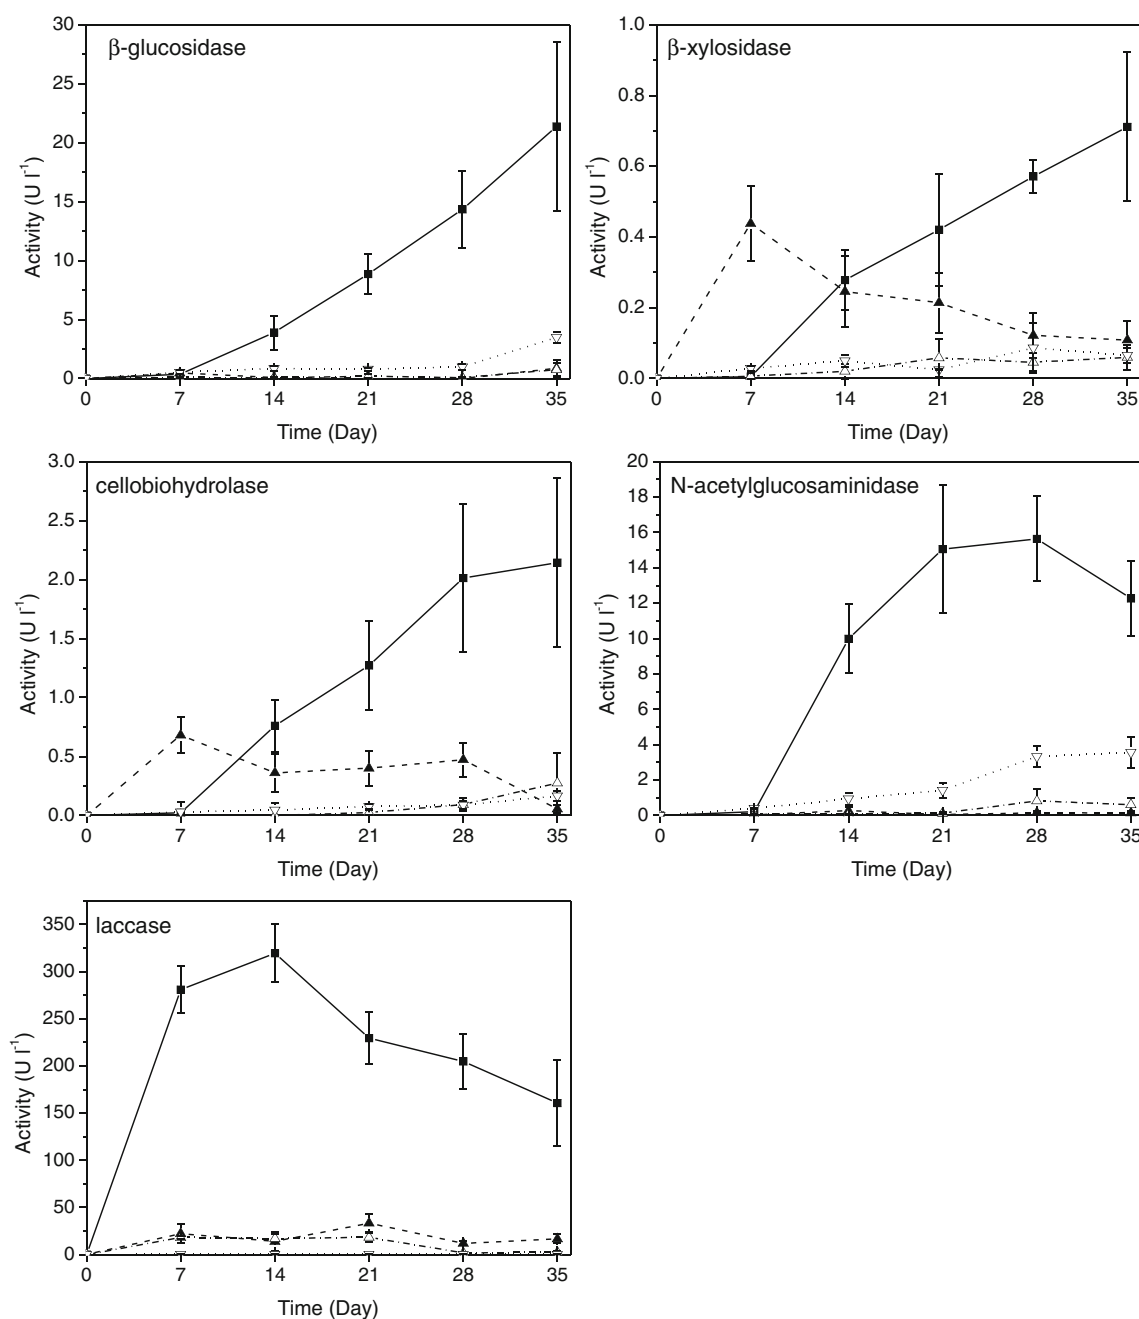 β-glucosidase
Activity (U l⁻¹)
30
25
20
15
10
5
0
0 7 14 21 28 35
Time (Day)
β-xylosidase
Activity (U l⁻¹)
1.0
0.8
0.6
0.4
0.2
0.0
0 7 14 21 28 35
Time (Day)
cellobiohydrolase
Activity (U l⁻¹)
3.0
2.5
2.0
1.5
1.0
0.5
0.0
0 7 14 21 28 35
Time (Day)
N-acetylglucosaminidase
Activity (U l⁻¹)
20
18
16
14
12
10
8
6
4
2
0
0 7 14 21 28 35
Time (Day)
laccase
Activity (U l⁻¹)
350
300
250
200
150
100
50
0
0 7 14 21 28 35
Time (Day)